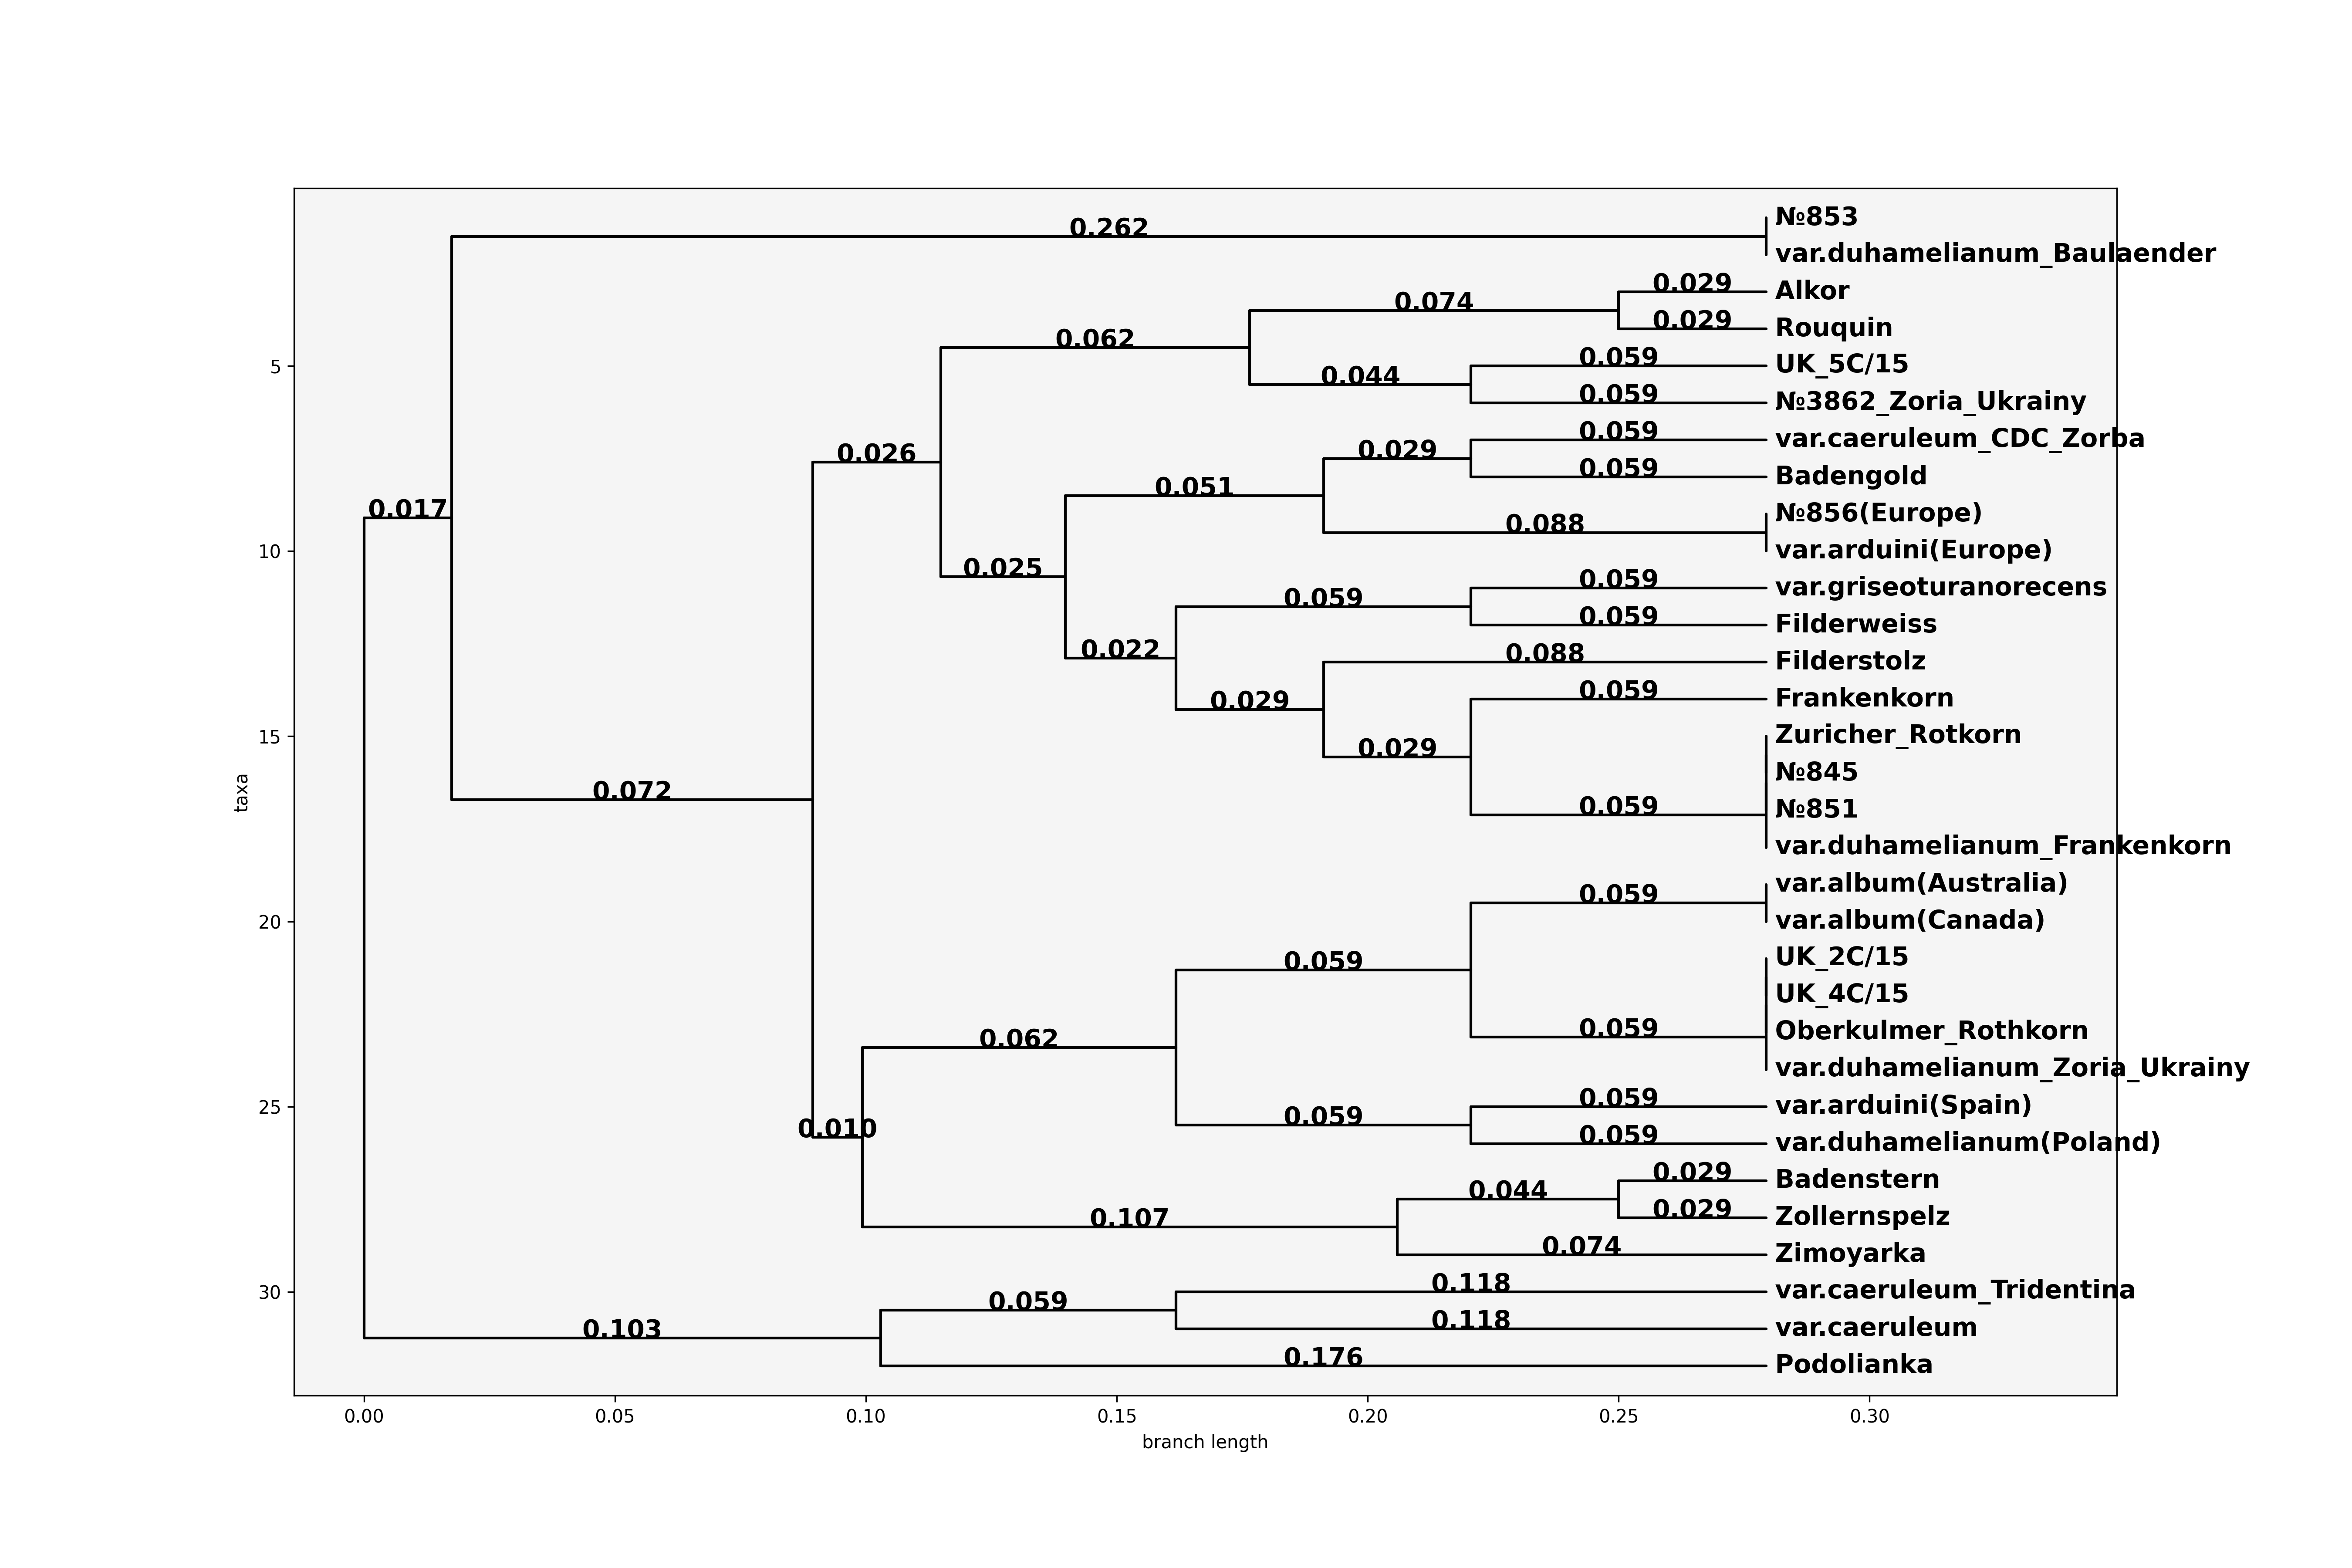 0.262
№853
var.duhamelianum_Baulaender
0.029
Alkor
0.074
0.029
Rouquin
0.062
0.059
UK_5C/15
5
0.044
0.059
№3862_Zoria_Ukrainy
0.059
var.caeruleum_CDC_Zorba
0.026
0.029
0.059
Badengold
0.051
0.017
№856(Europe)
0.088
10
var.arduini(Europe)
0.025
0.059
var.griseoturanorecens
0.059
0.059
Filderweiss
0.022
0.088
Filderstolz
0.059
Frankenkorn
0.029
15
Zuricher_Rotkorn
0.029
№845
taxa
0.072
0.059
№851
var.duhamelianum_Frankenkorn
var.album(Australia)
0.059
20
var.album(Canada)
0.059
UK_2C/15
UK_4C/15
0.062
0.059
Oberkulmer_Rothkorn
var.duhamelianum_Zoria_Ukrainy
25
0.059
var.arduini(Spain)
0.010
0.059
0.059
var.duhamelianum(Poland)
0.029
Badenstern
0.044
0.107
0.029
Zollernspelz
0.074
Zimoyarka
30
0.118
var.caeruleum_Tridentina
0.059
0.103
0.118
var.caeruleum
0.176
Podolianka
0.00 0.05 0.10 0.15 0.20 0.25 0.30
branch length